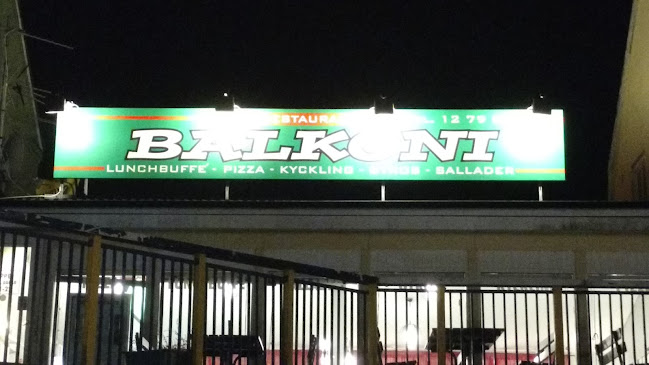 12 79
BALKONI
LUNCHBUFFE - PIZZA - KYCKLING - - SALLADER